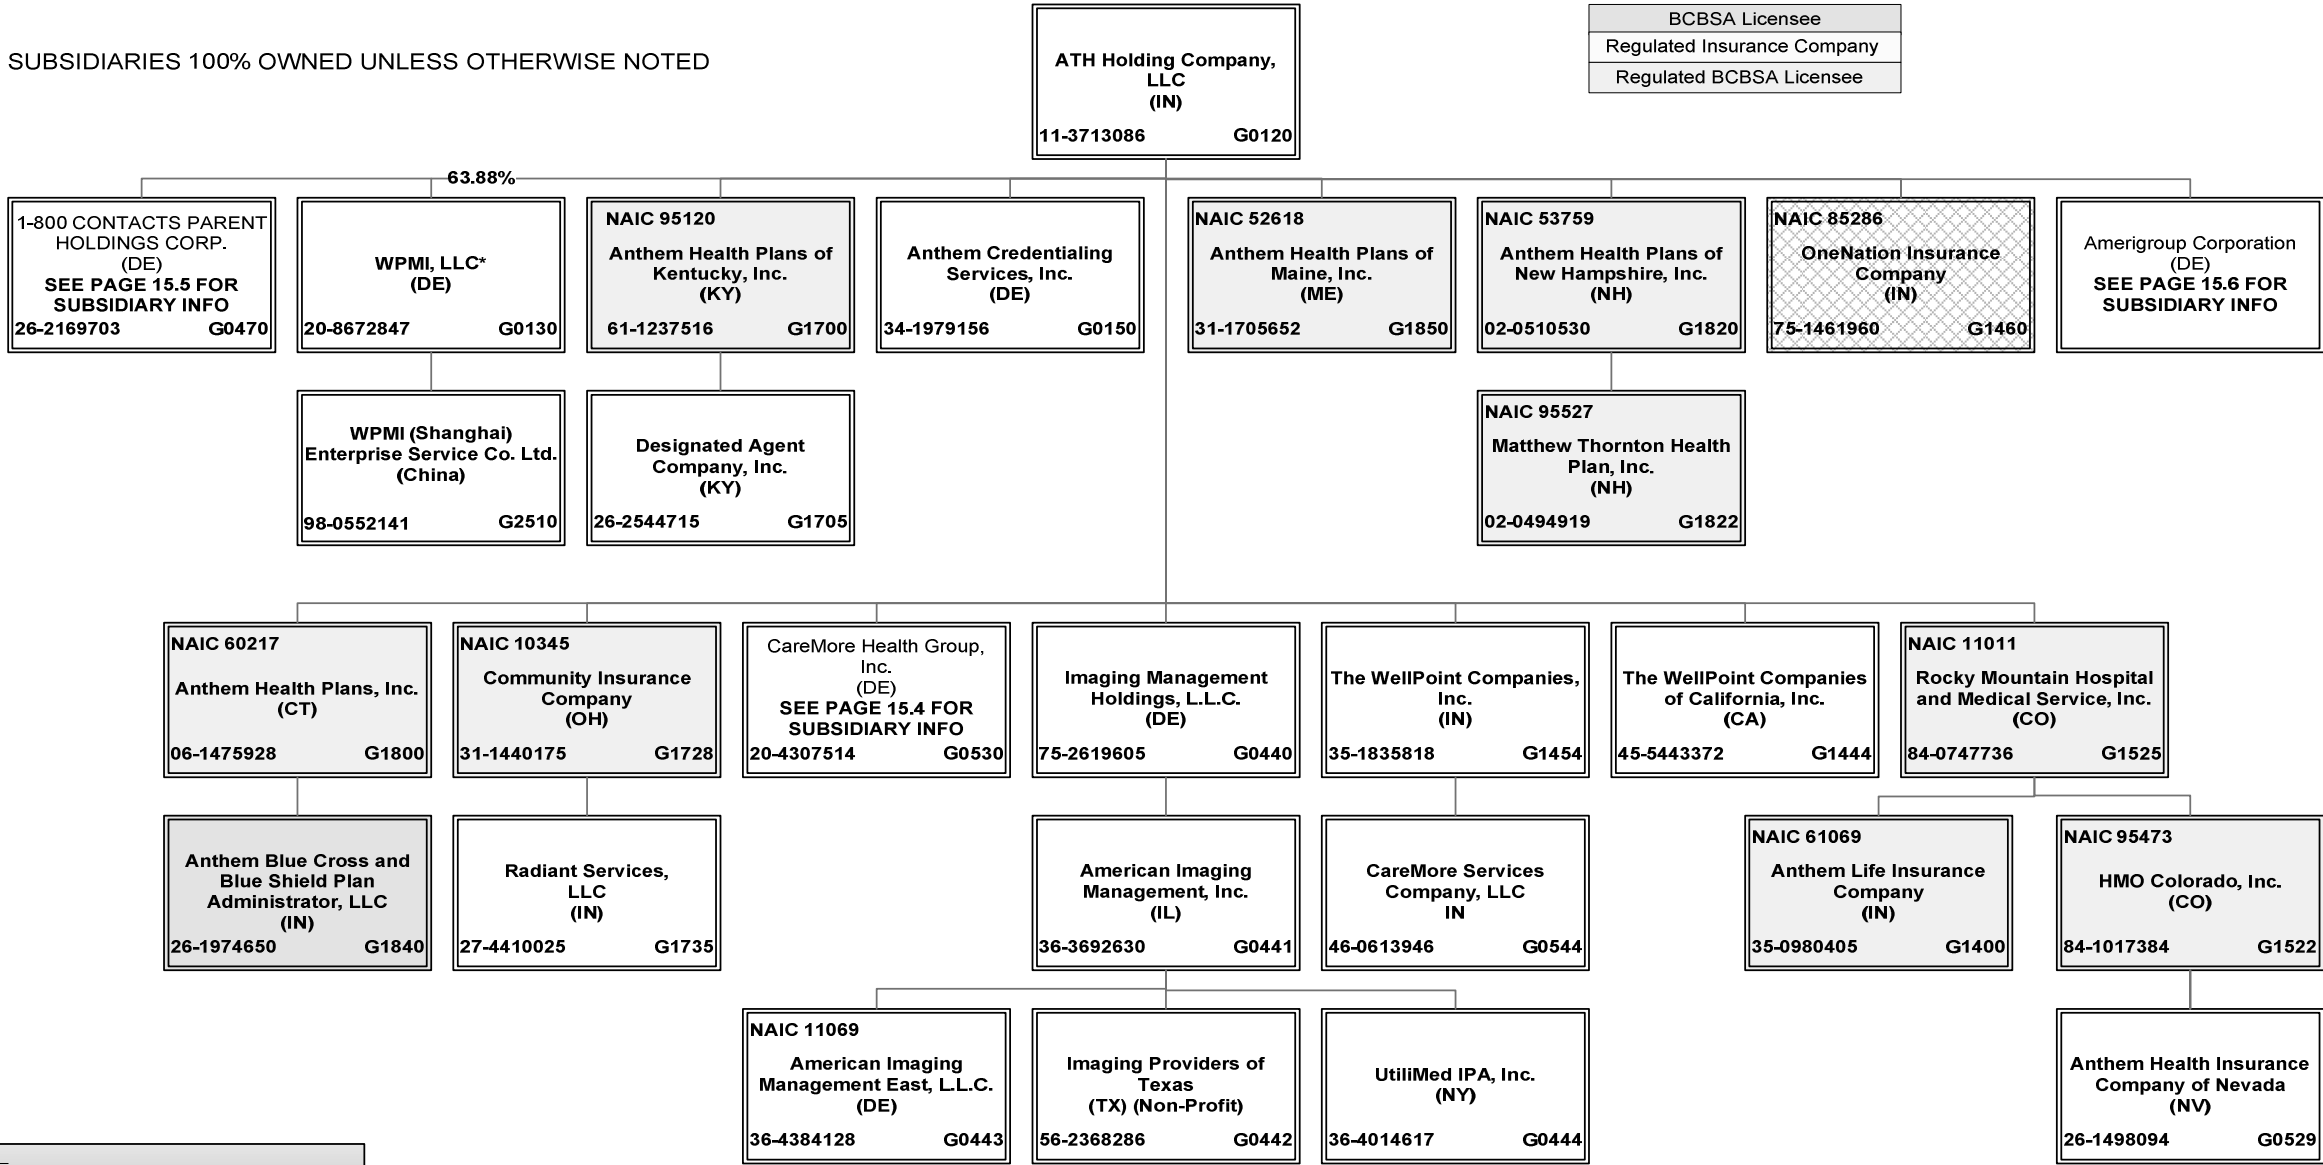 SUBSIDIARIES 100% OWNED UNLESS OTHERWISE NOTED
ATH Holding Company,
LLC
(IN)
11-3713086 G0120
BCBSA Licensee
Regulated Insurance Company
Regulated BCBSA Licensee
63.88%
1-800 CONTACTS PARENT
HOLDINGS CORP.
(DE)
SEE PAGE 15.5 FOR
SUBSIDIARY INFO
26-2169703 G0470
WPMI, LLC*
(DE)
20-8672847 G0130
NAIC 95120
Anthem Health Plans of
Kentucky, Inc.
(KY)
61-1237516 G1700
Anthem Credentialing
Services, Inc.
(DE)
34-1979156 G0150
NAIC 52618
Anthem Health Plans of
Maine, Inc.
(ME)
31-1705652 G1850
NAIC 53759
Anthem Health Plans of
New Hampshire, Inc.
(NH)
02-0510530 G1820
NAIC 85286
OneNation Insurance
Company
(IN)
75-1461960 G1460
Amerigroup Corporation
(DE)
SEE PAGE 15.6 FOR
SUBSIDIARY INFO
WPMI (Shanghai)
Enterprise Service Co. Ltd.
(China)
98-0552141 G2510
Designated Agent
Company, Inc.
(KY)
26-2544715 G1705
NAIC 95527
Matthew Thornton Health
Plan, Inc.
(NH)
02-0494919 G1822
NAIC 60217
Anthem Health Plans, Inc.
(CT)
06-1475928 G1800
NAIC 10345
Community Insurance
Company
(OH)
31-1440175 G1728
CareMore Health Group,
Inc.
(DE)
SEE PAGE 15.4 FOR
SUBSIDIARY INFO
20-4307514 G0530
Imaging Management
Holdings, L.L.C.
(DE)
75-2619605 G0440
The WellPoint Companies,
Inc.
(IN)
35-1835818 G1454
The WellPoint Companies
of California, Inc.
(CA)
45-5443372 G1444
NAIC 11011
Rocky Mountain Hospital
and Medical Service, Inc.
(CO)
84-0747736 G1525
Anthem Blue Cross and
Blue Shield Plan
Administrator, LLC
(IN)
26-1974650 G1840
Radiant Services,
LLC
(IN)
27-4410025 G1735
American Imaging
Management, Inc.
(IL)
36-3692630 G0441
CareMore Services
Company, LLC
IN
46-0613946 G0544
NAIC 61069
Anthem Life Insurance
Company
(IN)
35-0980405 G1400
NAIC 95473
HMO Colorado, Inc.
(CO)
84-1017384 G1522
NAIC 11069
American Imaging
Management East, L.L.C.
(DE)
36-4384128 G0443
Imaging Providers of
Texas
(TX) (Non-Profit)
56-2368286 G0442
UtiliMed IPA, Inc.
(NY)
36-4014617 G0444
Anthem Health Insurance
Company of Nevada
(NV)
26-1498094 G0529